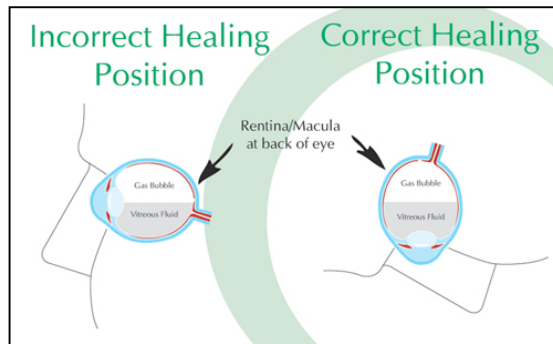 Incorrect Healing
Position
Correct Healing
Position
Rentina/Macula
at back of eye
Gas Bubble
Vitreous Fluid
Gas Bubble
Vitreous Fluid